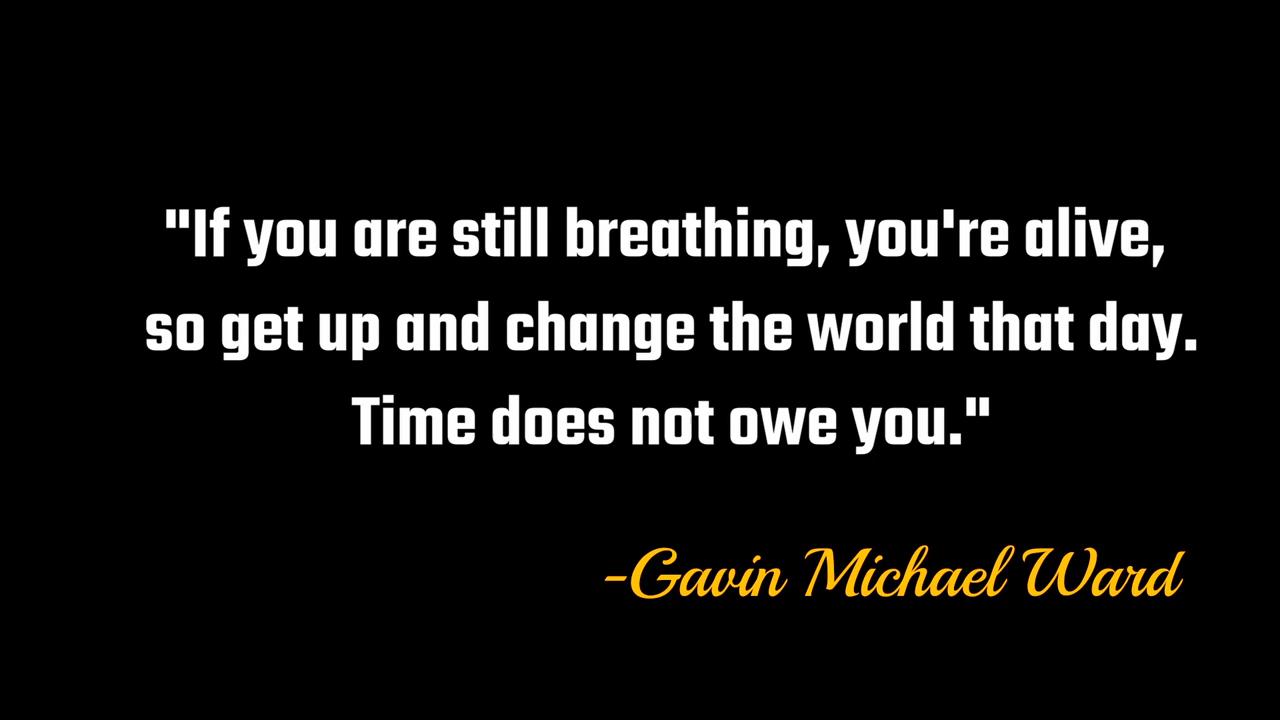 "If you are still breathing, you're alive,
so get up and change the world that day.
Time does not owe you."
-Gavin Michael Ward